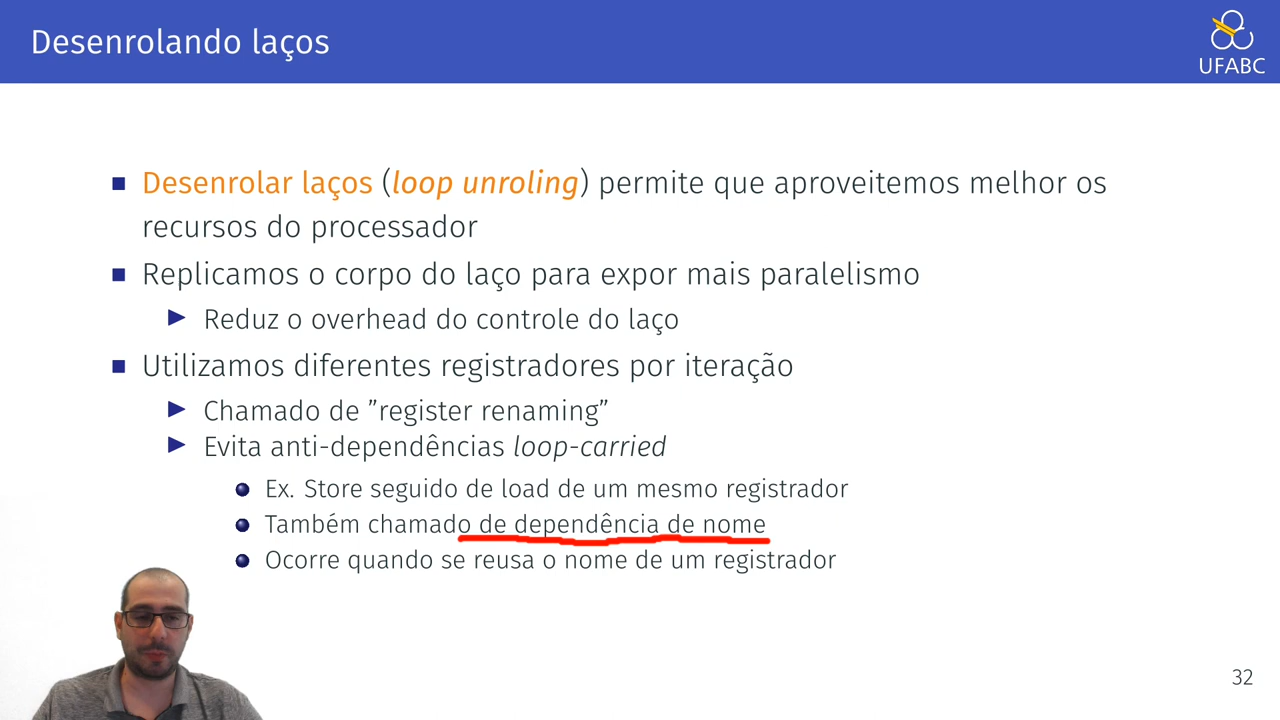 Desenrolando laços
UFABC
Desenrolar laços (loop unroling) permite que aproveitemos melhor os
recursos do processador
Replicamos o corpo do laço para expor mais paralelismo
Reduz o overhead do controle do laço
Utilizamos diferentes registradores por iteração
Chamado de ”register renaming”
Evita anti-dependências loop-carried
Ex. Store seguido de load de um mesmo registrador
Também chamado de dependência de nome
Ocorre quando se reusa o nome de um registrador
32